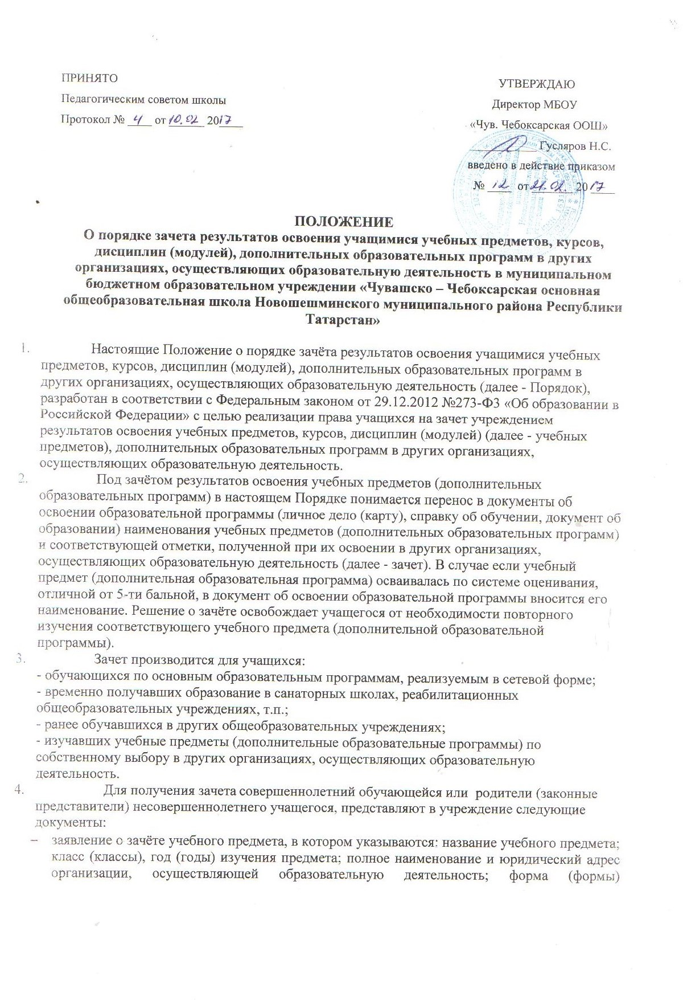 ПРИНЯТО
Педагогическим советом школы
Протокол № 4 от 10.02 2017
УТВЕРЖДАЮ
Директор МБОУ
«Чув. Чебоксарская ООШ»
Гусляров Н.С.
введено в действие приказом
№ 12 от 21.02. 2017
ПОЛОЖЕНИЕ
О порядке зачета результатов освоения учащимися учебных предметов, курсов,
дисциплин (модулей), дополнительных образовательных программ в других
организациях, осуществляющих образовательную деятельность в муниципальном
бюджетном образовательном учреждении «Чувашско – Чебоксарская основная
общеобразовательная школа Новошешминского муниципального района Республики
Татарстан»
1. Настоящие Положение о порядке зачёта результатов освоения учащимися учебных
предметов, курсов, дисциплин (модулей), дополнительных образовательных программ в
других организациях, осуществляющих образовательную деятельность (далее - Порядок),
разработан в соответствии с Федеральным законом от 29.12.2012 №273-ФЗ «Об образовании в
Российской Федерации» с целью реализации права учащихся на зачет учреждением
результатов освоения учебных предметов, курсов, дисциплин (модулей) (далее - учебных
предметов), дополнительных образовательных программ в других организациях,
осуществляющих образовательную деятельность.
2. Под зачётом результатов освоения учебных предметов (дополнительных
образовательных программ) в настоящем Порядке понимается перенос в документы об
освоении образовательной программы (личное дело (карту), справку об обучении, документ об
образовании) наименования учебных предметов (дополнительных образовательных программ)
и соответствующей отметки, полученной при их освоении в других организациях,
осуществляющих образовательную деятельность (далее - зачет). В случае если учебный
предмет (дополнительная образовательная программа) осваивалась по системе оценивания,
отличной от 5-ти бальной, в документ об освоении образовательной программы вносится его
наименование. Решение о зачёте освобождает учащегося от необходимости повторного
изучения соответствующего учебного предмета (дополнительной образовательной
программы).
3. Зачет производится для учащихся:
- обучающихся по основным образовательным программам, реализуемым в сетевой форме;
- временно получавших образование в санаторных школах, реабилитационных
общеобразовательных учреждениях, т.п.;
- ранее обучавшихся в других общеобразовательных учреждениях;
- изучавших учебные предметы (дополнительные образовательные программы) по
собственному выбору в других организациях, осуществляющих образовательную
деятельность.
4. Для получения зачета совершеннолетний обучающейся или родители (законные
представители) несовершеннолетнего учащегося, представляют в учреждение следующие
документы:
– заявление о зачёте учебного предмета, в котором указываются: название учебного предмета;
класс (классы), год (годы) изучения предмета; полное наименование и юридический адрес
организации, осуществляющей образовательную деятельность; форма (формы)